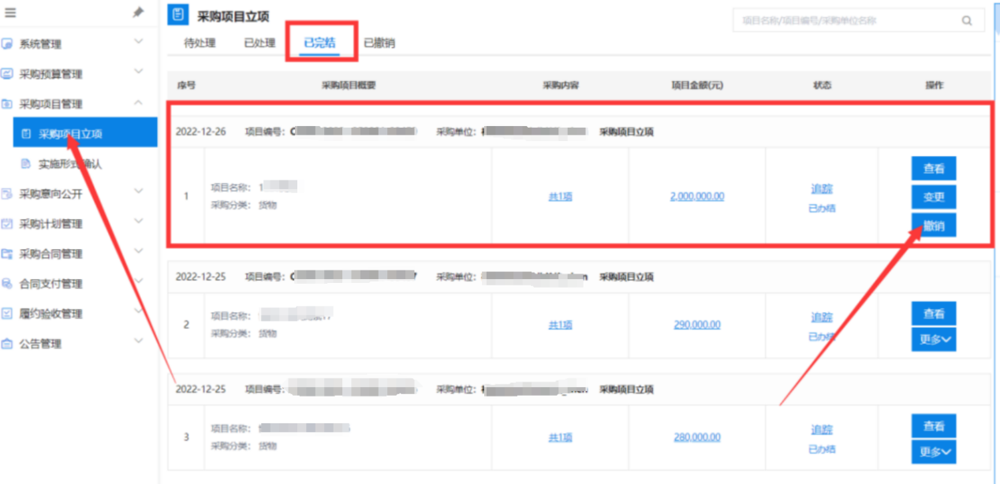 系统管理
采购预算管理
采购项目管理
采购项目立项
实施形式确认
采购意向公开
采购计划管理
采购合同管理
合同支付管理
履约验收管理
公告管理
采购项目立项
项目名称/项目编号/采购单位名称
待处理 已处理 已完结 已撤销
序号 采购项目概要 采购内容 项目金额(元) 状态 操作
2022-12-26 项目编号: 采购单位: 采购项目立项
1
项目名称: 1
采购分类: 货物
共1项
2,000,000.00
追踪
已办结
查看
变更
撤销
2022-12-25 项目编号: 采购单位: 采购项目立项
2
项目名称:
采购分类: 货物
共1项
290,000.00
追踪
已办结
查看
更多
2022-12-25 项目编号: 采购单位: 采购项目立项
3
项目名称:
采购分类: 货物
共1项
280,000.00
追踪
已办结
查看
更多